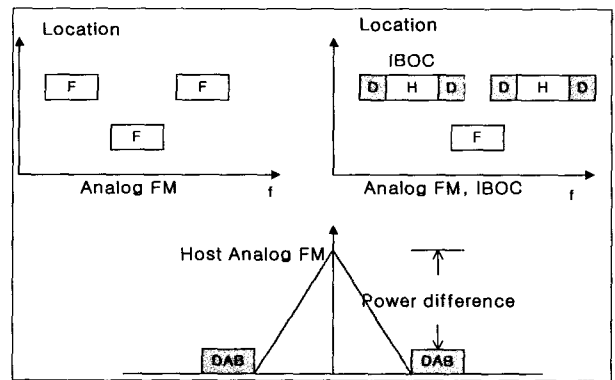 Location
F
F
F
Analog FM
f
Location
IBOC
D H D
D H D
F
Analog FM, IBOC
f
Host Analog FM
Power difference
DAB
DAB